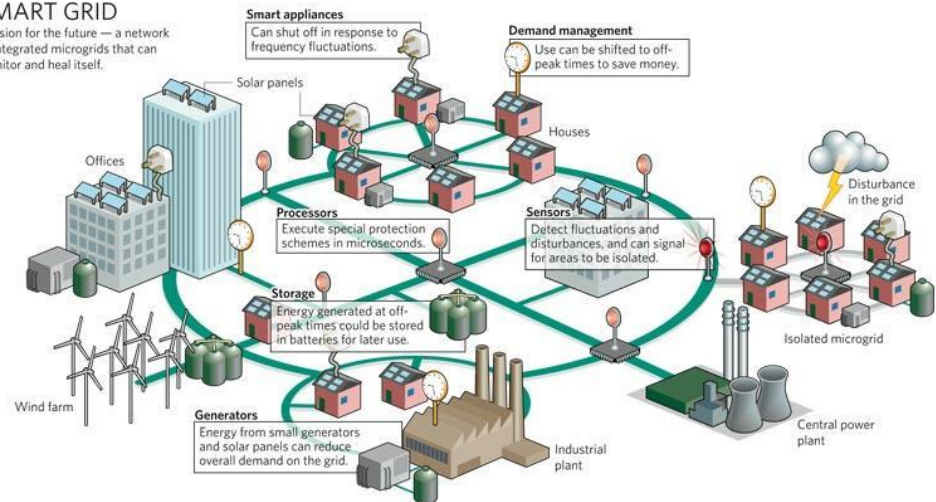 MART GRID
sion for the future — a network
ntegrated microgrids that can
nitor and heal itself.
Smart appliances
Can shut off in response to
frequency fluctuations.
Demand management
Use can be shifted to off-
peak times to save money.
Solar panels
Houses
Offices
Disturbance
in the grid
Processors
Execute special protection
schemes in microseconds.
Sensors
Detect fluctuations and
disturbances, and can signal
for areas to be isolated.
Storage
Energy generated at off-
peak times could be stored
in batteries for later use.
Isolated microgrid
Wind farm
Generators
Energy from small generators
and solar panels can reduce
overall demand on the grid.
Industrial
plant
Central power
plant